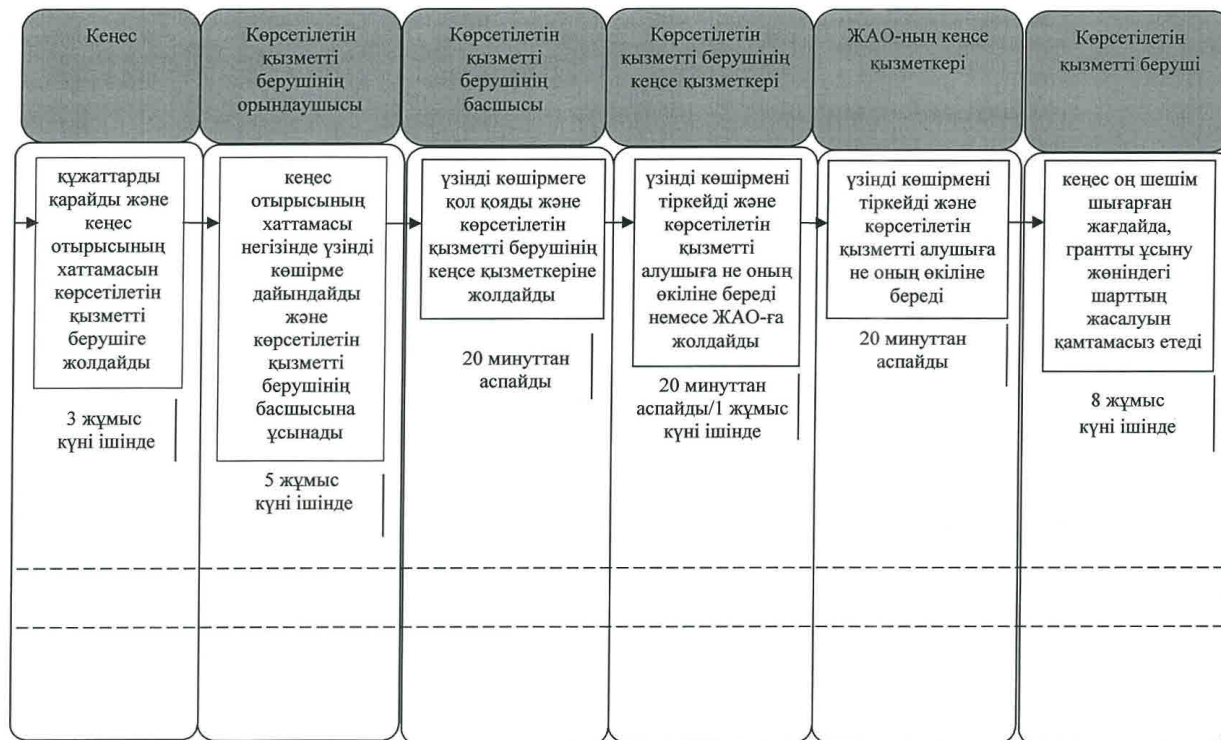 Кеңес
Көрсетілетін
қызметті
берушінің
орындаушысы
Көрсетілетін
қызметті
берушінің
басшысы
Көрсетілетін
қызметті берушінің
кеңсе қызметкері
ЖАО-ның кеңсе
қызметкері
Көрсетілетін
қызметті беруші
құжаттарды
қарайды және
кеңес
отырысының
хаттамасын
көрсетілетін
қызметті
берушіге
жолдайды
3 жұмыс
күні ішінде
кеңес
отырысының
хаттамасы
негізінде үзінді
көшірме
дайындайды
және
көрсетілетін
қызметті
берушінің
басшысына
ұсынады
5 жұмыс
күні ішінде
үзінді көшірмеге
қол қояды және
көрсетілетін
қызметті берушінің
кеңсе қызметкеріне
жолдайды
20 минуттан
аспайды
үзінді көшірмені
тіркейді және
көрсетілетін
қызметті
алушыға не оның
өкіліне береді
немесе ЖАО-ға
жолдайды
20 минуттан
аспайды/1 жұмыс
күні ішінде
үзінді көшірмені
тіркейді және
көрсетілетін
қызметті алушыға
не оның өкіліне
береді
20 минуттан
аспайды
кеңес оң шешім
шығарған
жағдайда,
грантты ұсыну
жөніндегі
шарттың
жасалуын
қамтамасыз етеді
8 жұмыс
күні ішінде